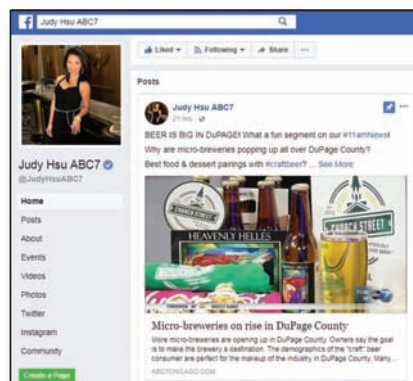 Judy Hsu ABC7
Liked
Following
Share
Judy Hsu ABC7
@JudyHsuABC7
Home
Posts
About
Events
Videos
Photos
Twitter
Instagram
Community
Create a Page
Posts
Judy Hsu ABC7
21 hrs
BEER IS BIG IN DuPAGE! What a fun segment on our #11amNews!
Why are micro-breweries popping up all over DuPage County?
Best food & dessert pairings with #craftbeer? ... See More
CHURCH STREET
HEAVENLY HELLES
CHURCH STREET
Micro-breweries on rise in DuPage County
More micro-breweries are opening up in DuPage County. Owners say the goal
is to make the brewery a destination. The demographics of the "craft" beer
consumer are perfect for the makeup of the industry in DuPage County. Many...
ABC7CHICAGO.COM